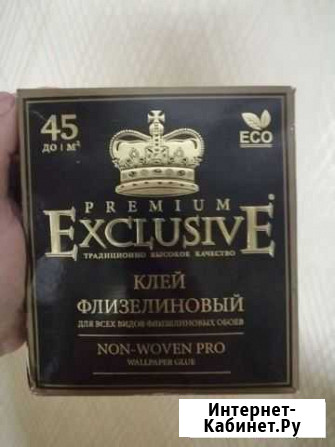 45
ДО М²
ECO
PREMIUM
EXCLUSIVE®
ТРАДИЦИОННО ВЫСОКОЕ КАЧЕСТВО
КЛЕЙ
ФЛИЗЕЛИНОВЫЙ
ДЛЯ ВСЕХ ВИДОВ ФЛИЗЕЛИНОВЫХ ОБОЕВ
NON-WOVEN PRO
WALLPAPER GLUE
Интернет-
Кабинет.Ру